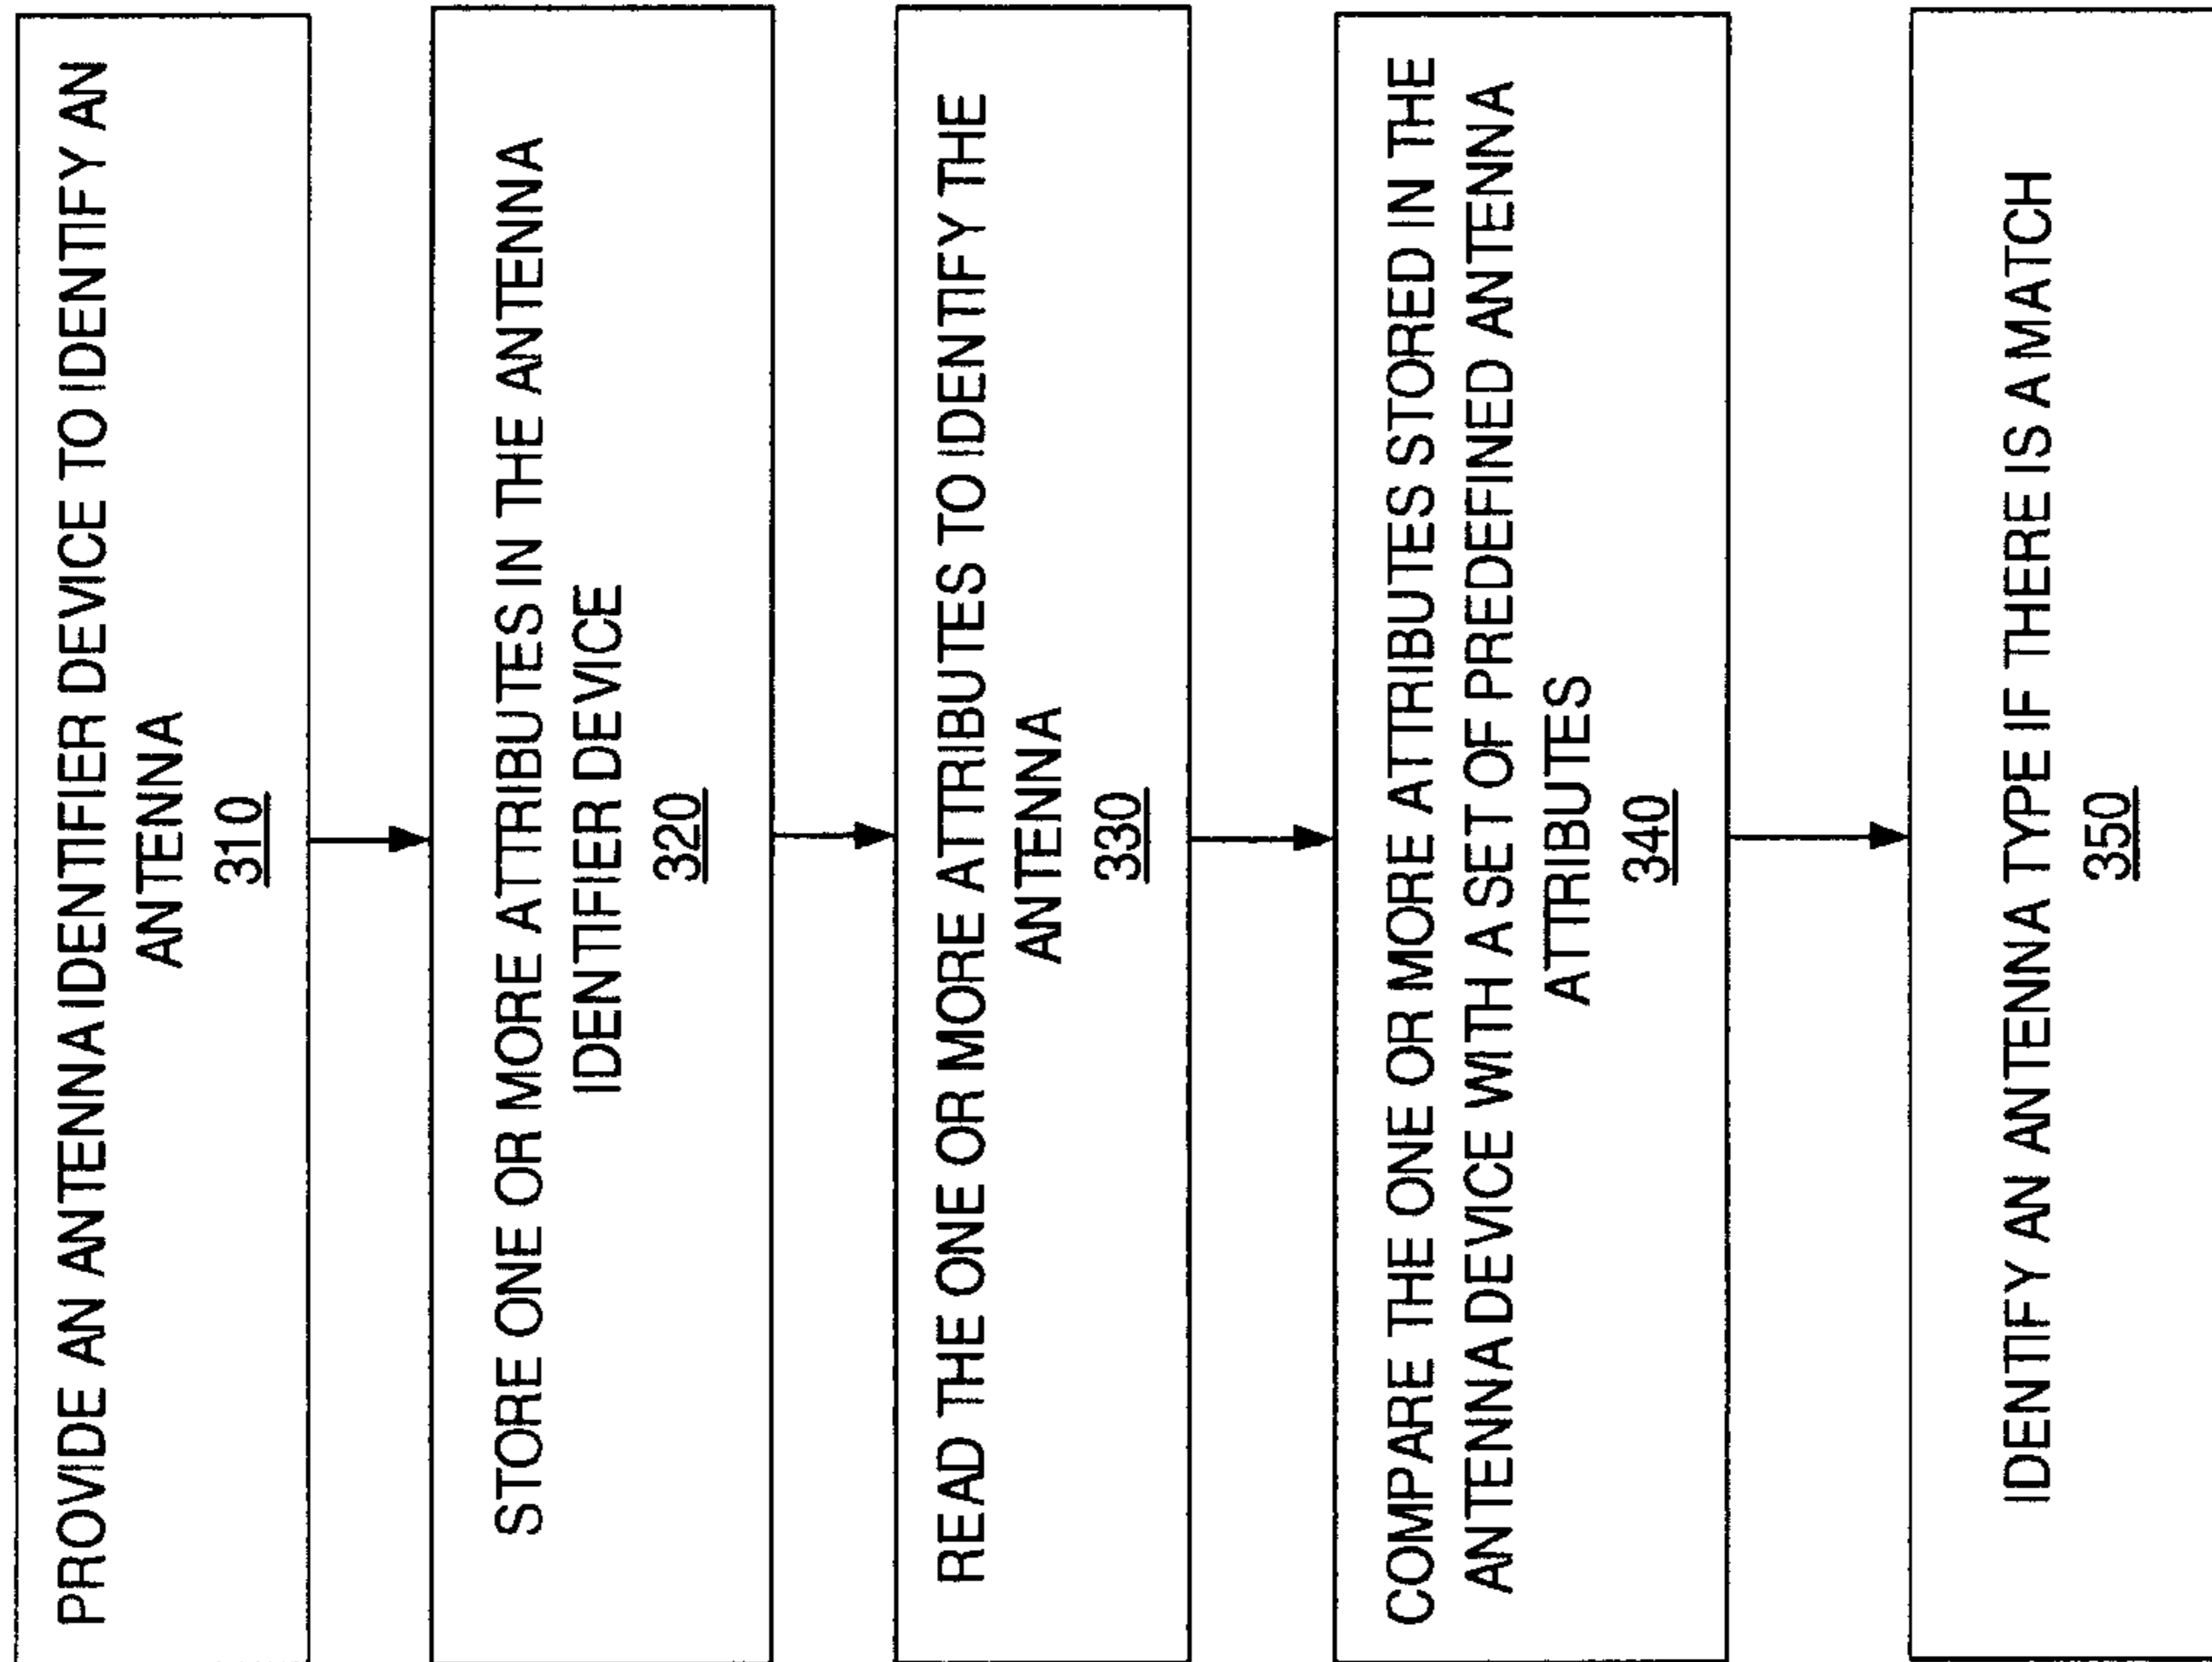 PROVIDE AN ANTENNA IDENTIFIER DEVICE TO IDENTIFY AN
ANTENNA
310
STORE ONE OR MORE ATTRIBUTES IN THE ANTENNA
IDENTIFIER DEVICE
320
READ THE ONE OR MORE ATTRIBUTES TO IDENTIFY THE
ANTENNA
330
COMPARE THE ONE OR MORE ATTRIBUTES STORED IN THE
ANTENNA DEVICE WITH A SET OF PREDEFINED ANTENNA
ATTRIBUTES
340
IDENTIFY AN ANTENNA TYPE IF THERE IS A MATCH
350